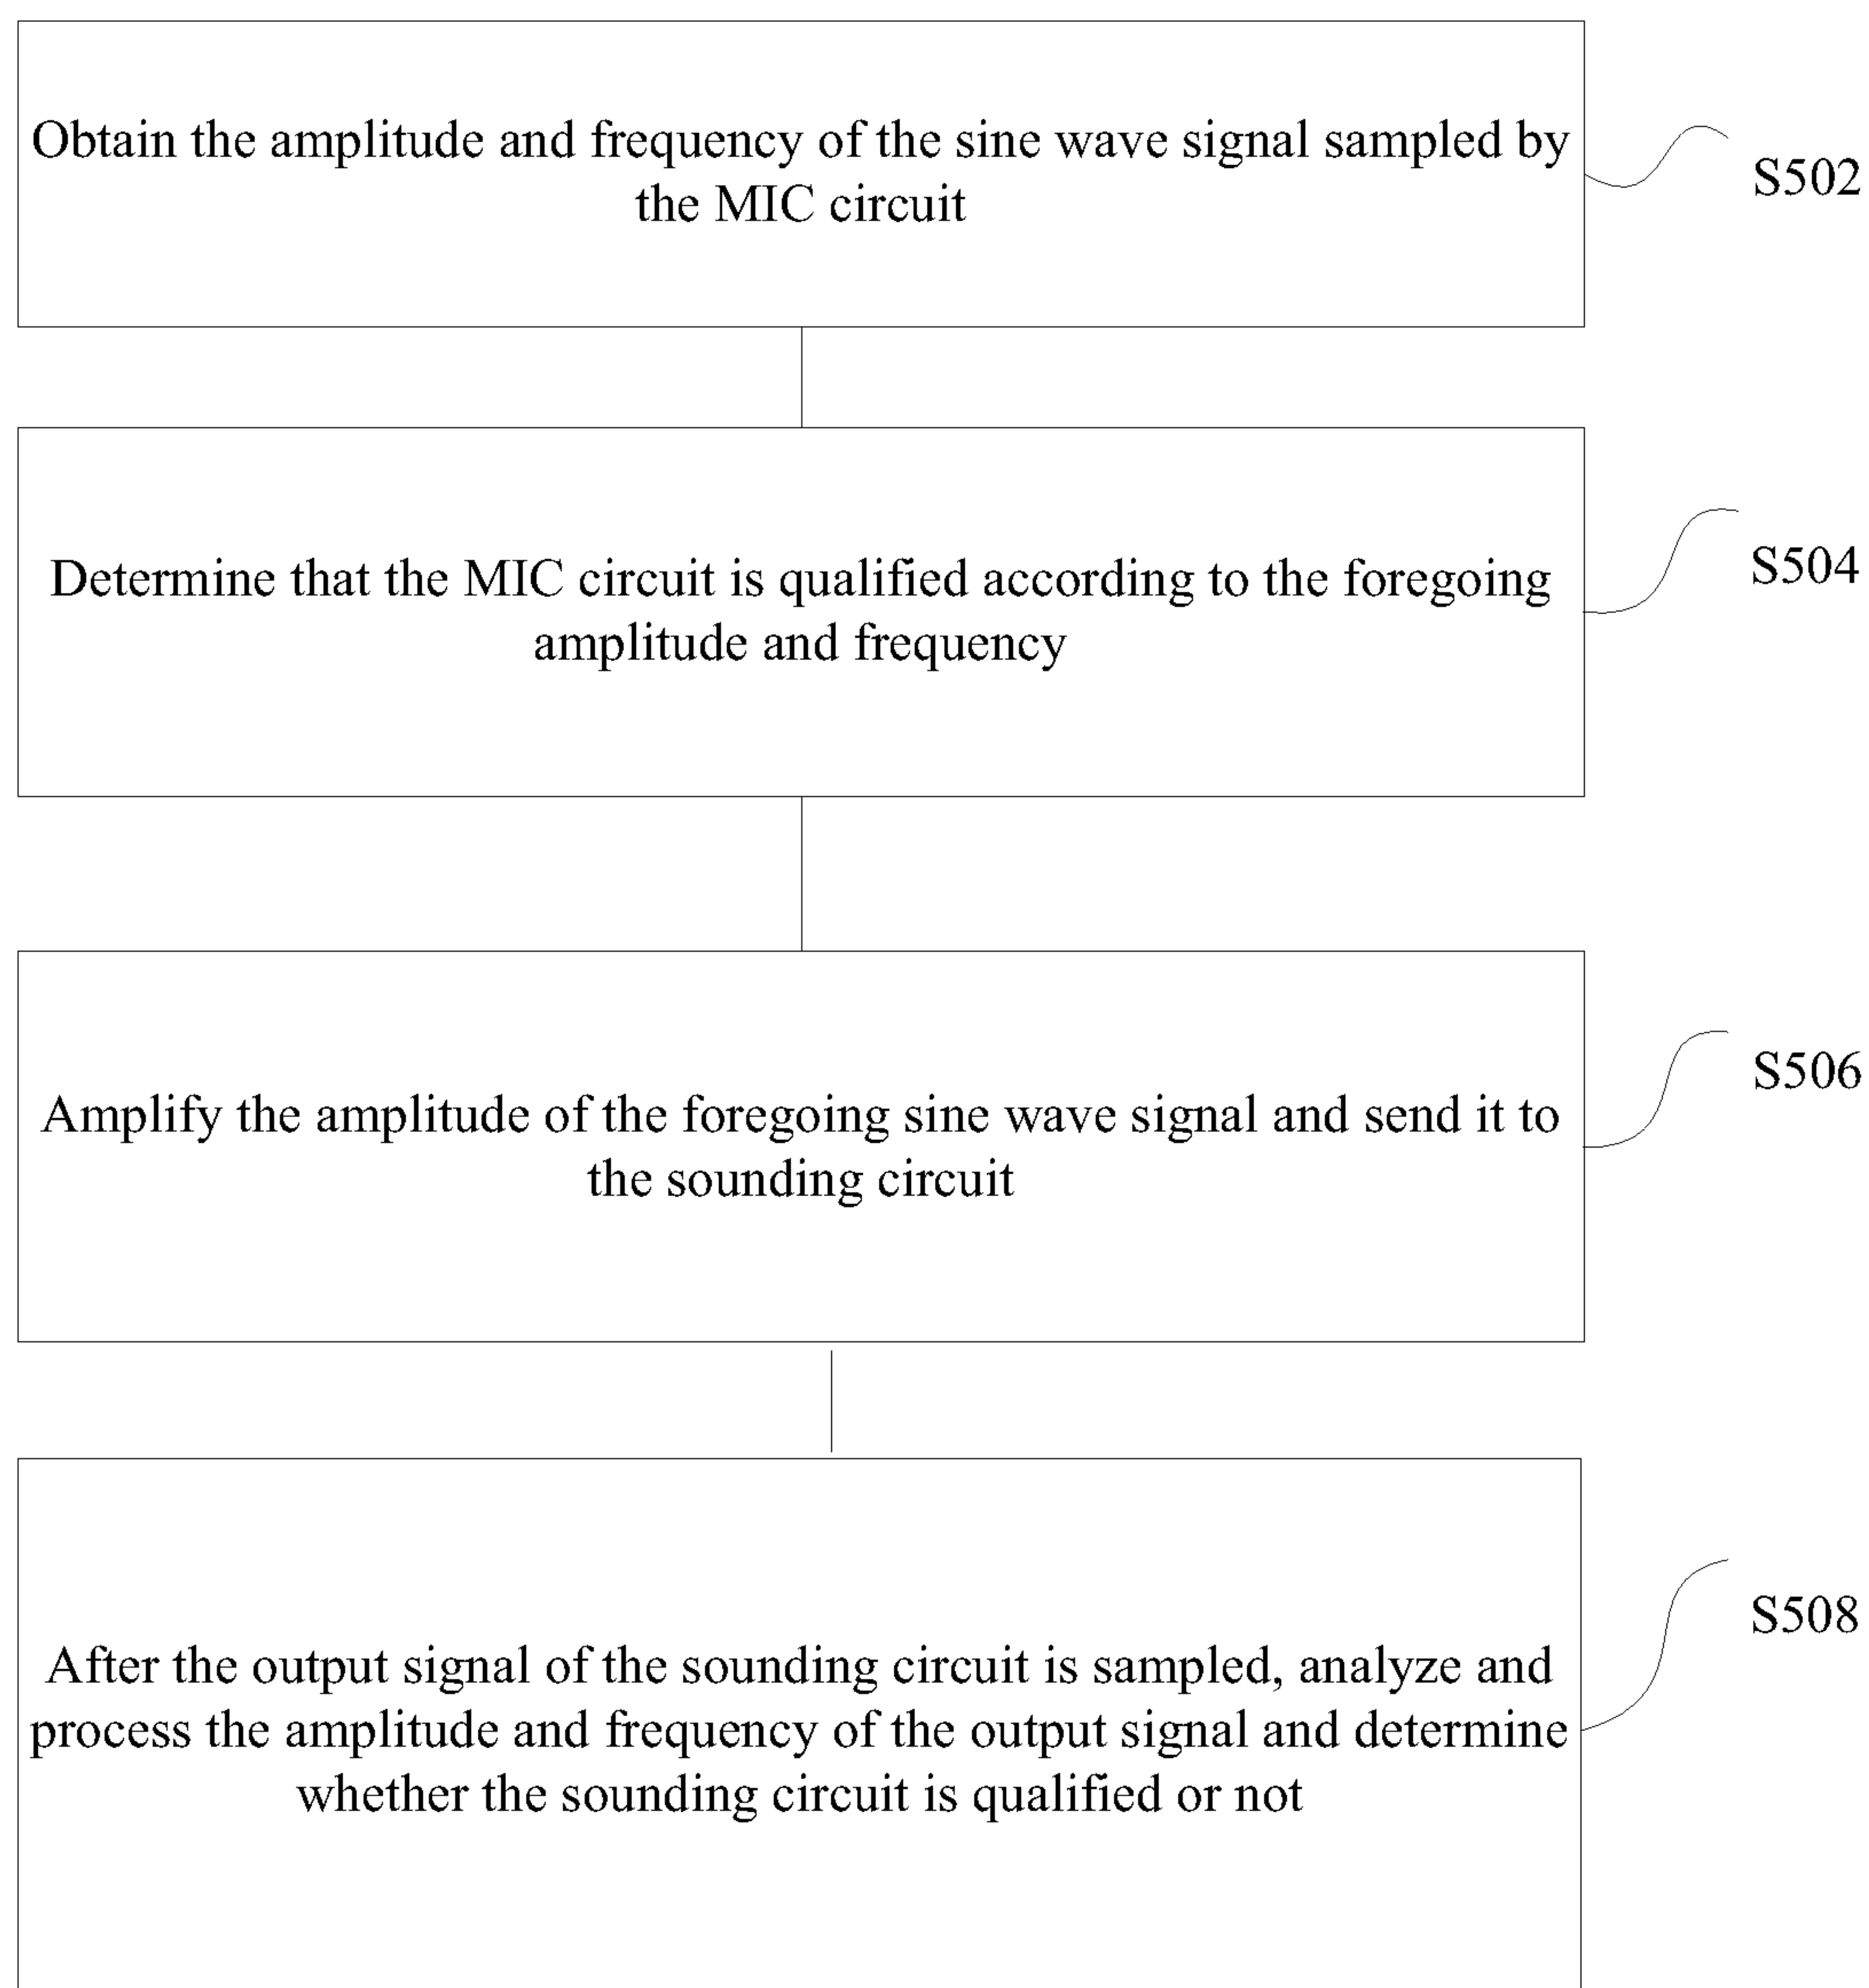 Obtain the amplitude and frequency of the sine wave signal sampled by
the MIC circuit
S502
Determine that the MIC circuit is qualified according to the foregoing
amplitude and frequency
S504
Amplify the amplitude of the foregoing sine wave signal and send it to
the sounding circuit
S506
After the output signal of the sounding circuit is sampled, analyze and
process the amplitude and frequency of the output signal and determine
whether the sounding circuit is qualified or not
S508